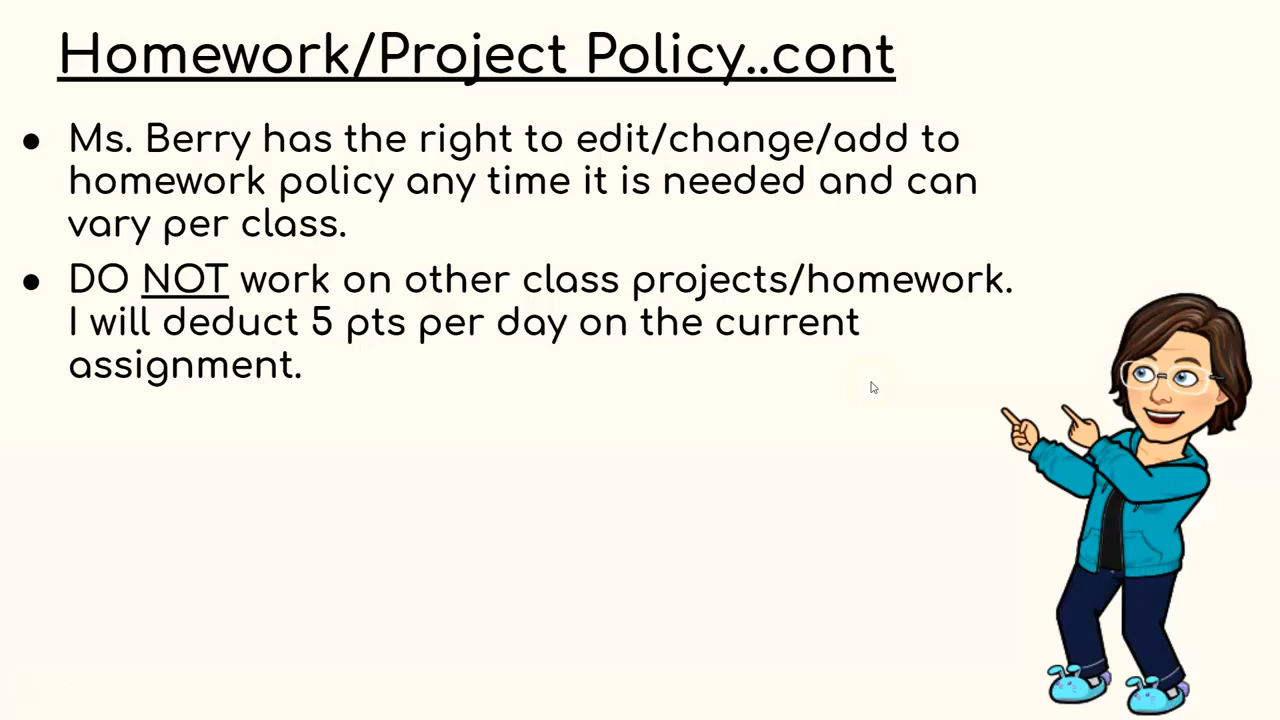 Homework/Project Policy..cont
● Ms. Berry has the right to edit/change/add to
homework policy any time it is needed and can
vary per class.
● DO NOT work on other class projects/homework.
I will deduct 5 pts per day on the current
assignment.